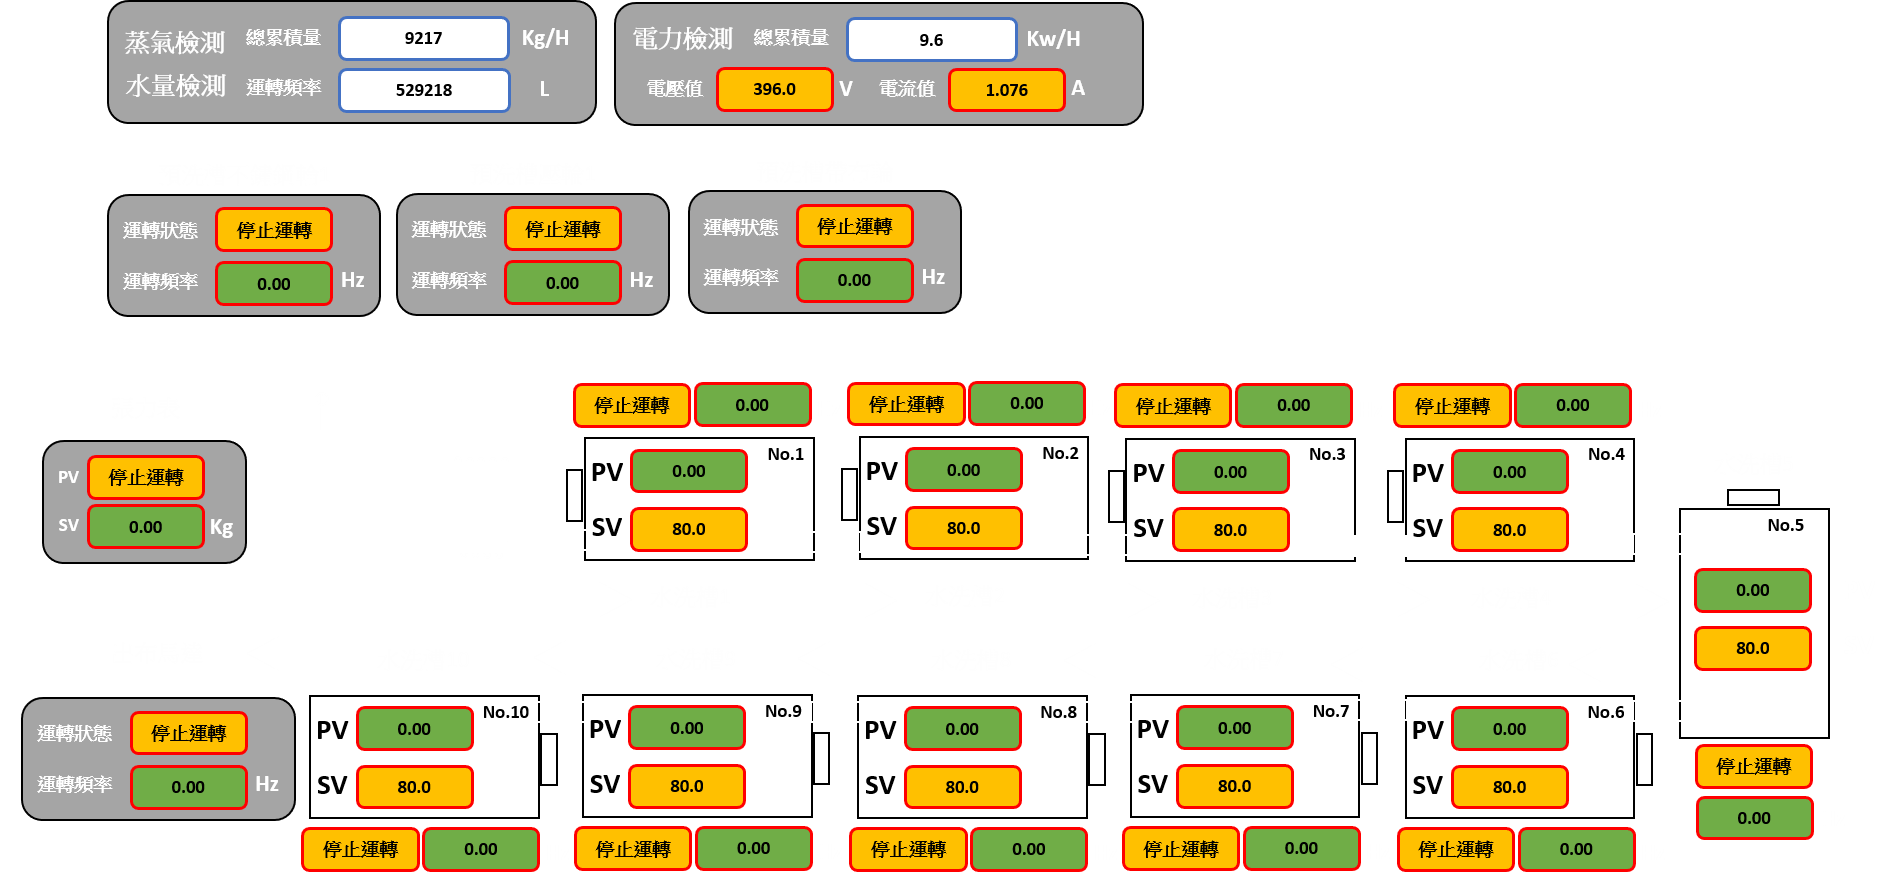 蒸氣檢測 總累積量 9217 Kg/H
水量檢測 運轉頻率 529218 L
電力檢測 總累積量 9.6 Kw/H
電壓值 396.0 V 電流值 1.076 A
運轉狀態 停止運轉
運轉頻率 0.00 Hz
運轉狀態 停止運轉
運轉頻率 0.00 Hz
運轉狀態 停止運轉
運轉頻率 0.00 Hz
停止運轉 0.00
No.1
PV 0.00
SV 80.0
停止運轉 0.00
No.2
PV 0.00
SV 80.0
停止運轉 0.00
No.3
PV 0.00
SV 80.0
停止運轉 0.00
No.4
PV 0.00
SV 80.0
PV 停止運轉
SV 0.00 Kg
No.5
0.00
80.0
停止運轉
0.00
運轉狀態 停止運轉
運轉頻率 0.00 Hz
No.10
PV 0.00
SV 80.0
停止運轉 0.00
No.9
PV 0.00
SV 80.0
停止運轉 0.00
No.8
PV 0.00
SV 80.0
停止運轉 0.00
No.7
PV 0.00
SV 80.0
停止運轉 0.00
No.6
PV 0.00
SV 80.0
停止運轉 0.00